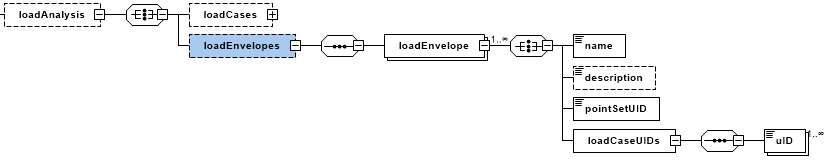 loadAnalysis
loadCases
loadEnvelopes
loadEnvelope
1..∞
name
description
pointSetUID
loadCaseUIDs
uID
1..∞